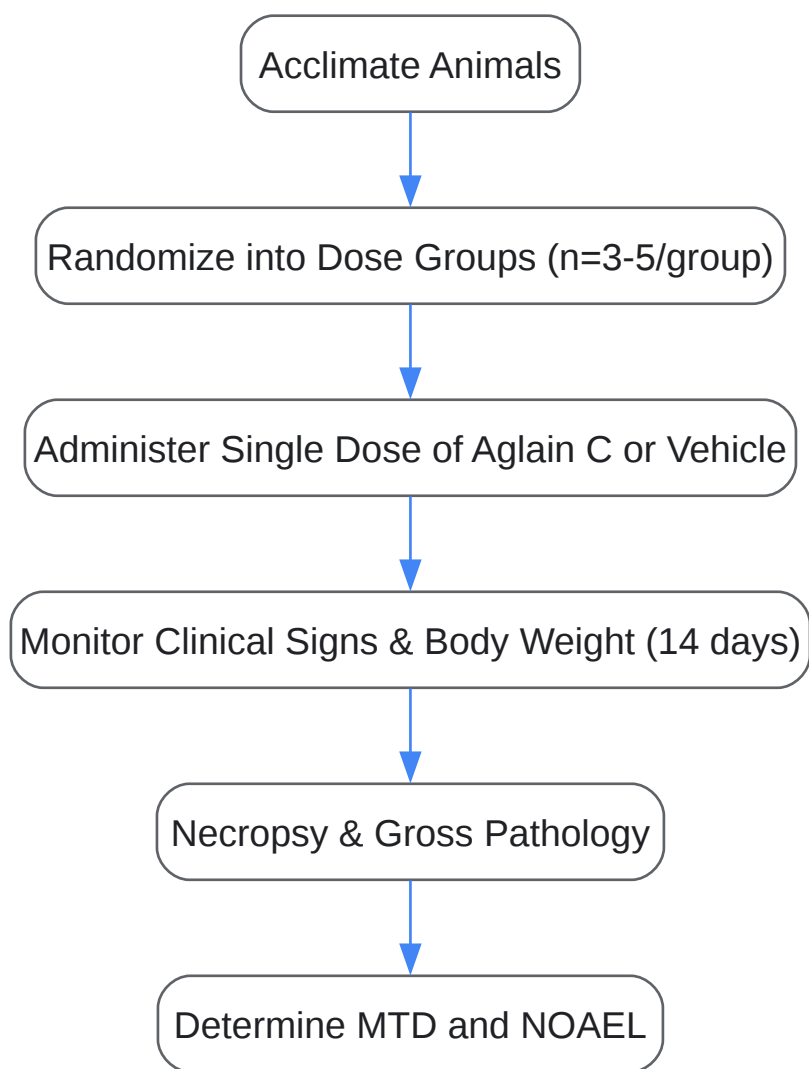 Acclimate Animals
Randomize into Dose Groups (n=3-5/group)
Administer Single Dose of Aglain C or Vehicle
Monitor Clinical Signs & Body Weight (14 days)
Necropsy & Gross Pathology
Determine MTD and NOAEL